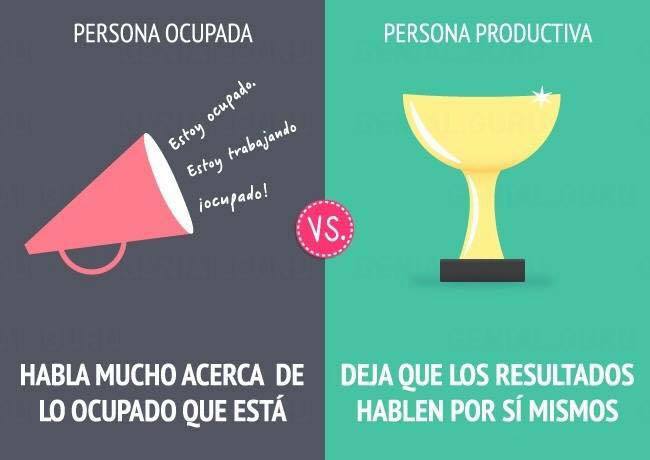 PERSONA OCUPADA
Estoy ocupado.
Estoy trabajando
¡ocupado!
HABLA MUCHO ACERCA DE
LO OCUPADO QUE ESTÁ
VS.
PERSONA PRODUCTIVA
DEJA QUE LOS RESULTADOS
HABLEN POR SÍ MISMOS